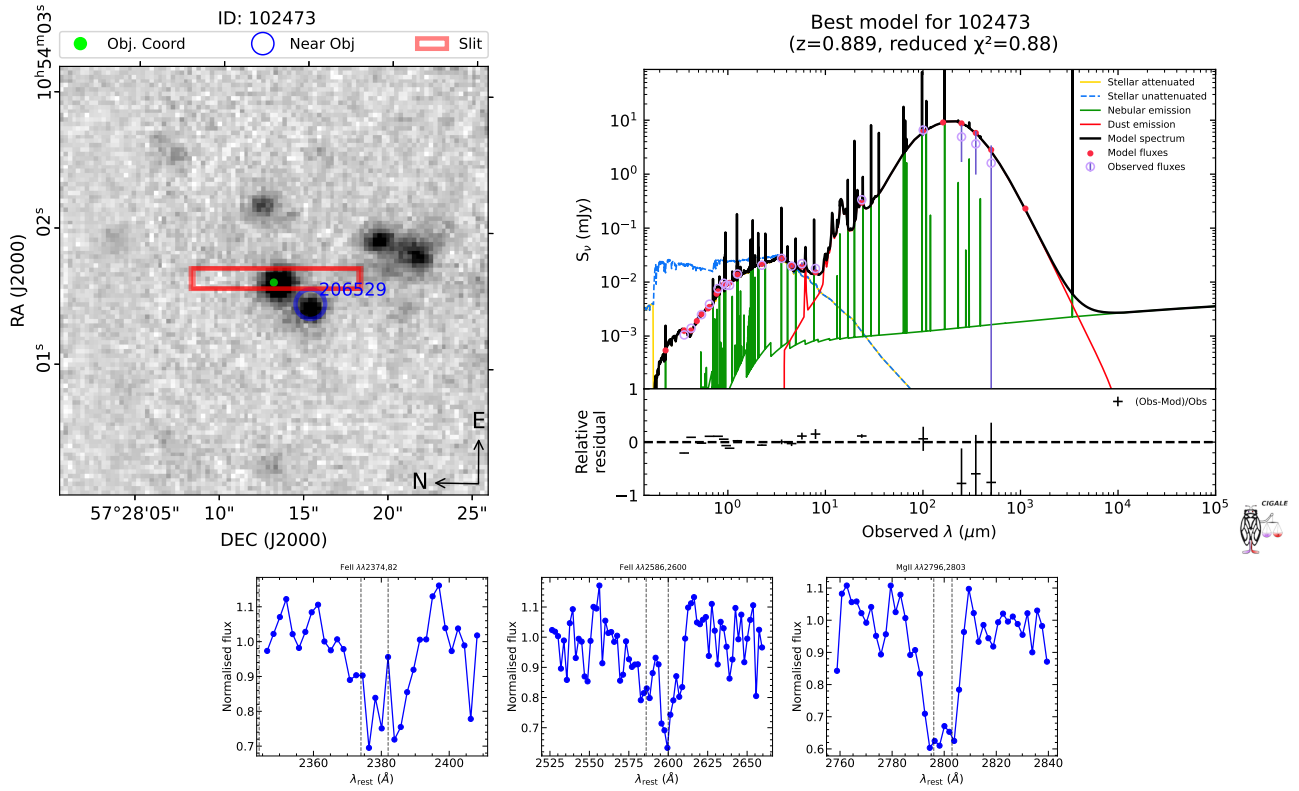 ID: 102473
Obj. Coord
Near Obj
Slit
10ʰ54ᵐ03ˢ
02ˢ
01ˢ
RA (J2000)
206529
E
N
57°28'05"
10"
15"
20"
25"
DEC (J2000)
Best model for 102473
(z=0.889, reduced χ²=0.88)
Stellar attenuated
Stellar unattenuated
Nebular emission
Dust emission
Model spectrum
Model fluxes
Observed fluxes
10¹
10⁰
10⁻¹
10⁻²
10⁻³
Sν (mJy)
1
0
−1
Relative
residual
(Obs-Mod)/Obs
10⁰
10¹
10²
10³
10⁴
10⁵
Observed λ (μm)
CIGALE
FeII λλ2374,82
1.1
1.0
0.9
0.8
0.7
Normalised flux
2360
2380
2400
λrest (Å)
FeII λλ2586,2600
1.1
1.0
0.9
0.8
0.7
Normalised flux
2525
2550
2575
2600
2625
2650
λrest (Å)
MgII λλ2796,2803
1.1
1.0
0.9
0.8
0.7
0.6
Normalised flux
2760
2780
2800
2820
2840
λrest (Å)